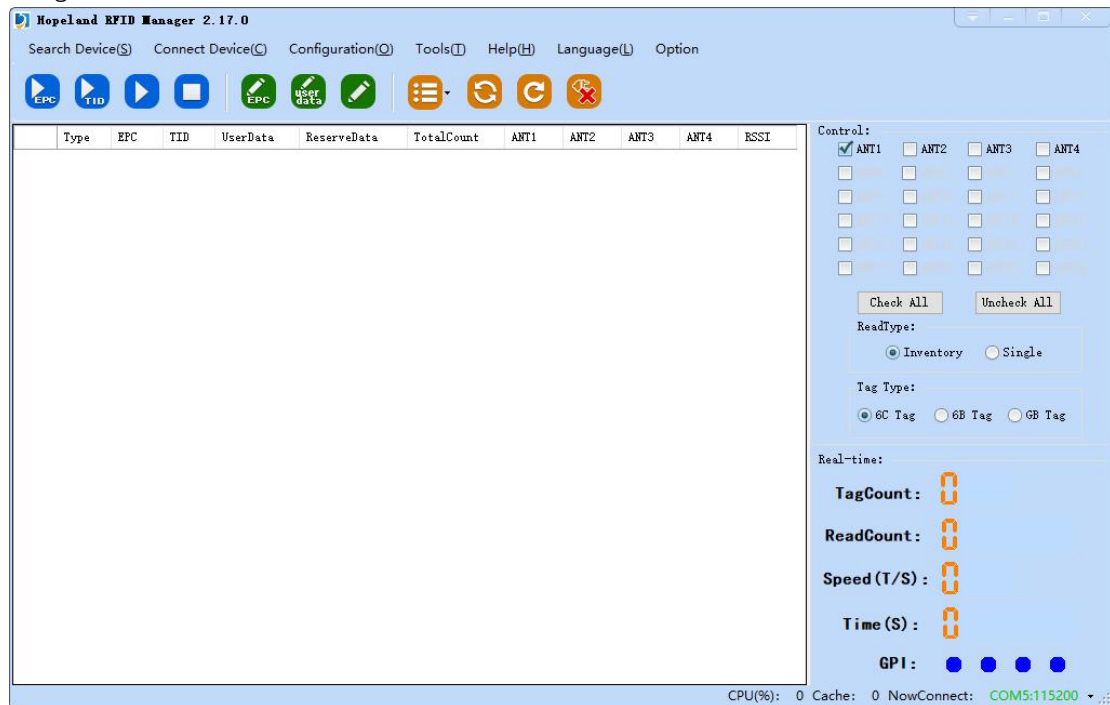 Hopeland RFID Manager 2.17.0
Search Device(S) Connect Device(C) Configuration(O) Tools(T) Help(H) Language(L) Option
EPC TID EPC user data
Type EPC TID UserData ReserveData TotalCount ANT1 ANT2 ANT3 ANT4 RSSI
Control:
ANT1 ANT2 ANT3 ANT4
Check All Uncheck All
ReadType:
Inventory Single
Tag Type:
6C Tag 6B Tag GB Tag
Real-time:
TagCount: 0
ReadCount: 0
Speed(T/S): 0
Time(S): 0
GPI:
CPU(%): 0 Cache: 0 NowConnect: COM5:115200